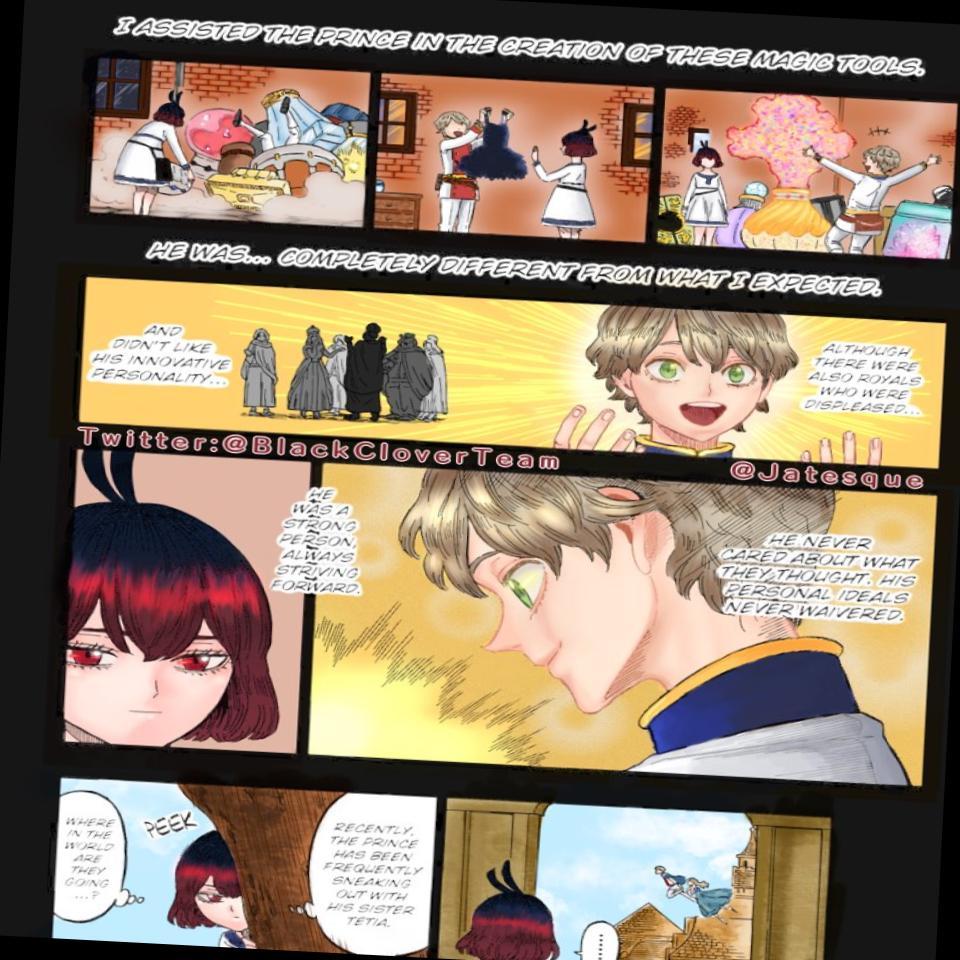 I ASSISTED THE PRINCE IN THE CREATION OF THESE MAGIC TOOLS.
HE WAS... COMPLETELY DIFFERENT FROM WHAT I EXPECTED.
ALTHOUGH
THERE WERE
ALSO ROYALS
WHO WERE
DISPLEASED...
AND
DIDN'T LIKE
HIS INNOVATIVE
PERSONALITY...
Twitter:@BlackCloverTeam
@Jatesque
HE NEVER
CARED ABOUT WHAT
THEY THOUGHT. HIS
PERSONAL IDEALS
NEVER WAIVERED.
HE
WAS A
STRONG
PERSON,
ALWAYS
STRIVING
FORWARD.
RECENTLY,
THE PRINCE
HAS BEEN
FREQUENTLY
SNEAKING
OUT WITH
HIS SISTER
TETIA.
PEEK
WHERE
IN THE
WORLD
ARE
THEY
GOING
...?
......